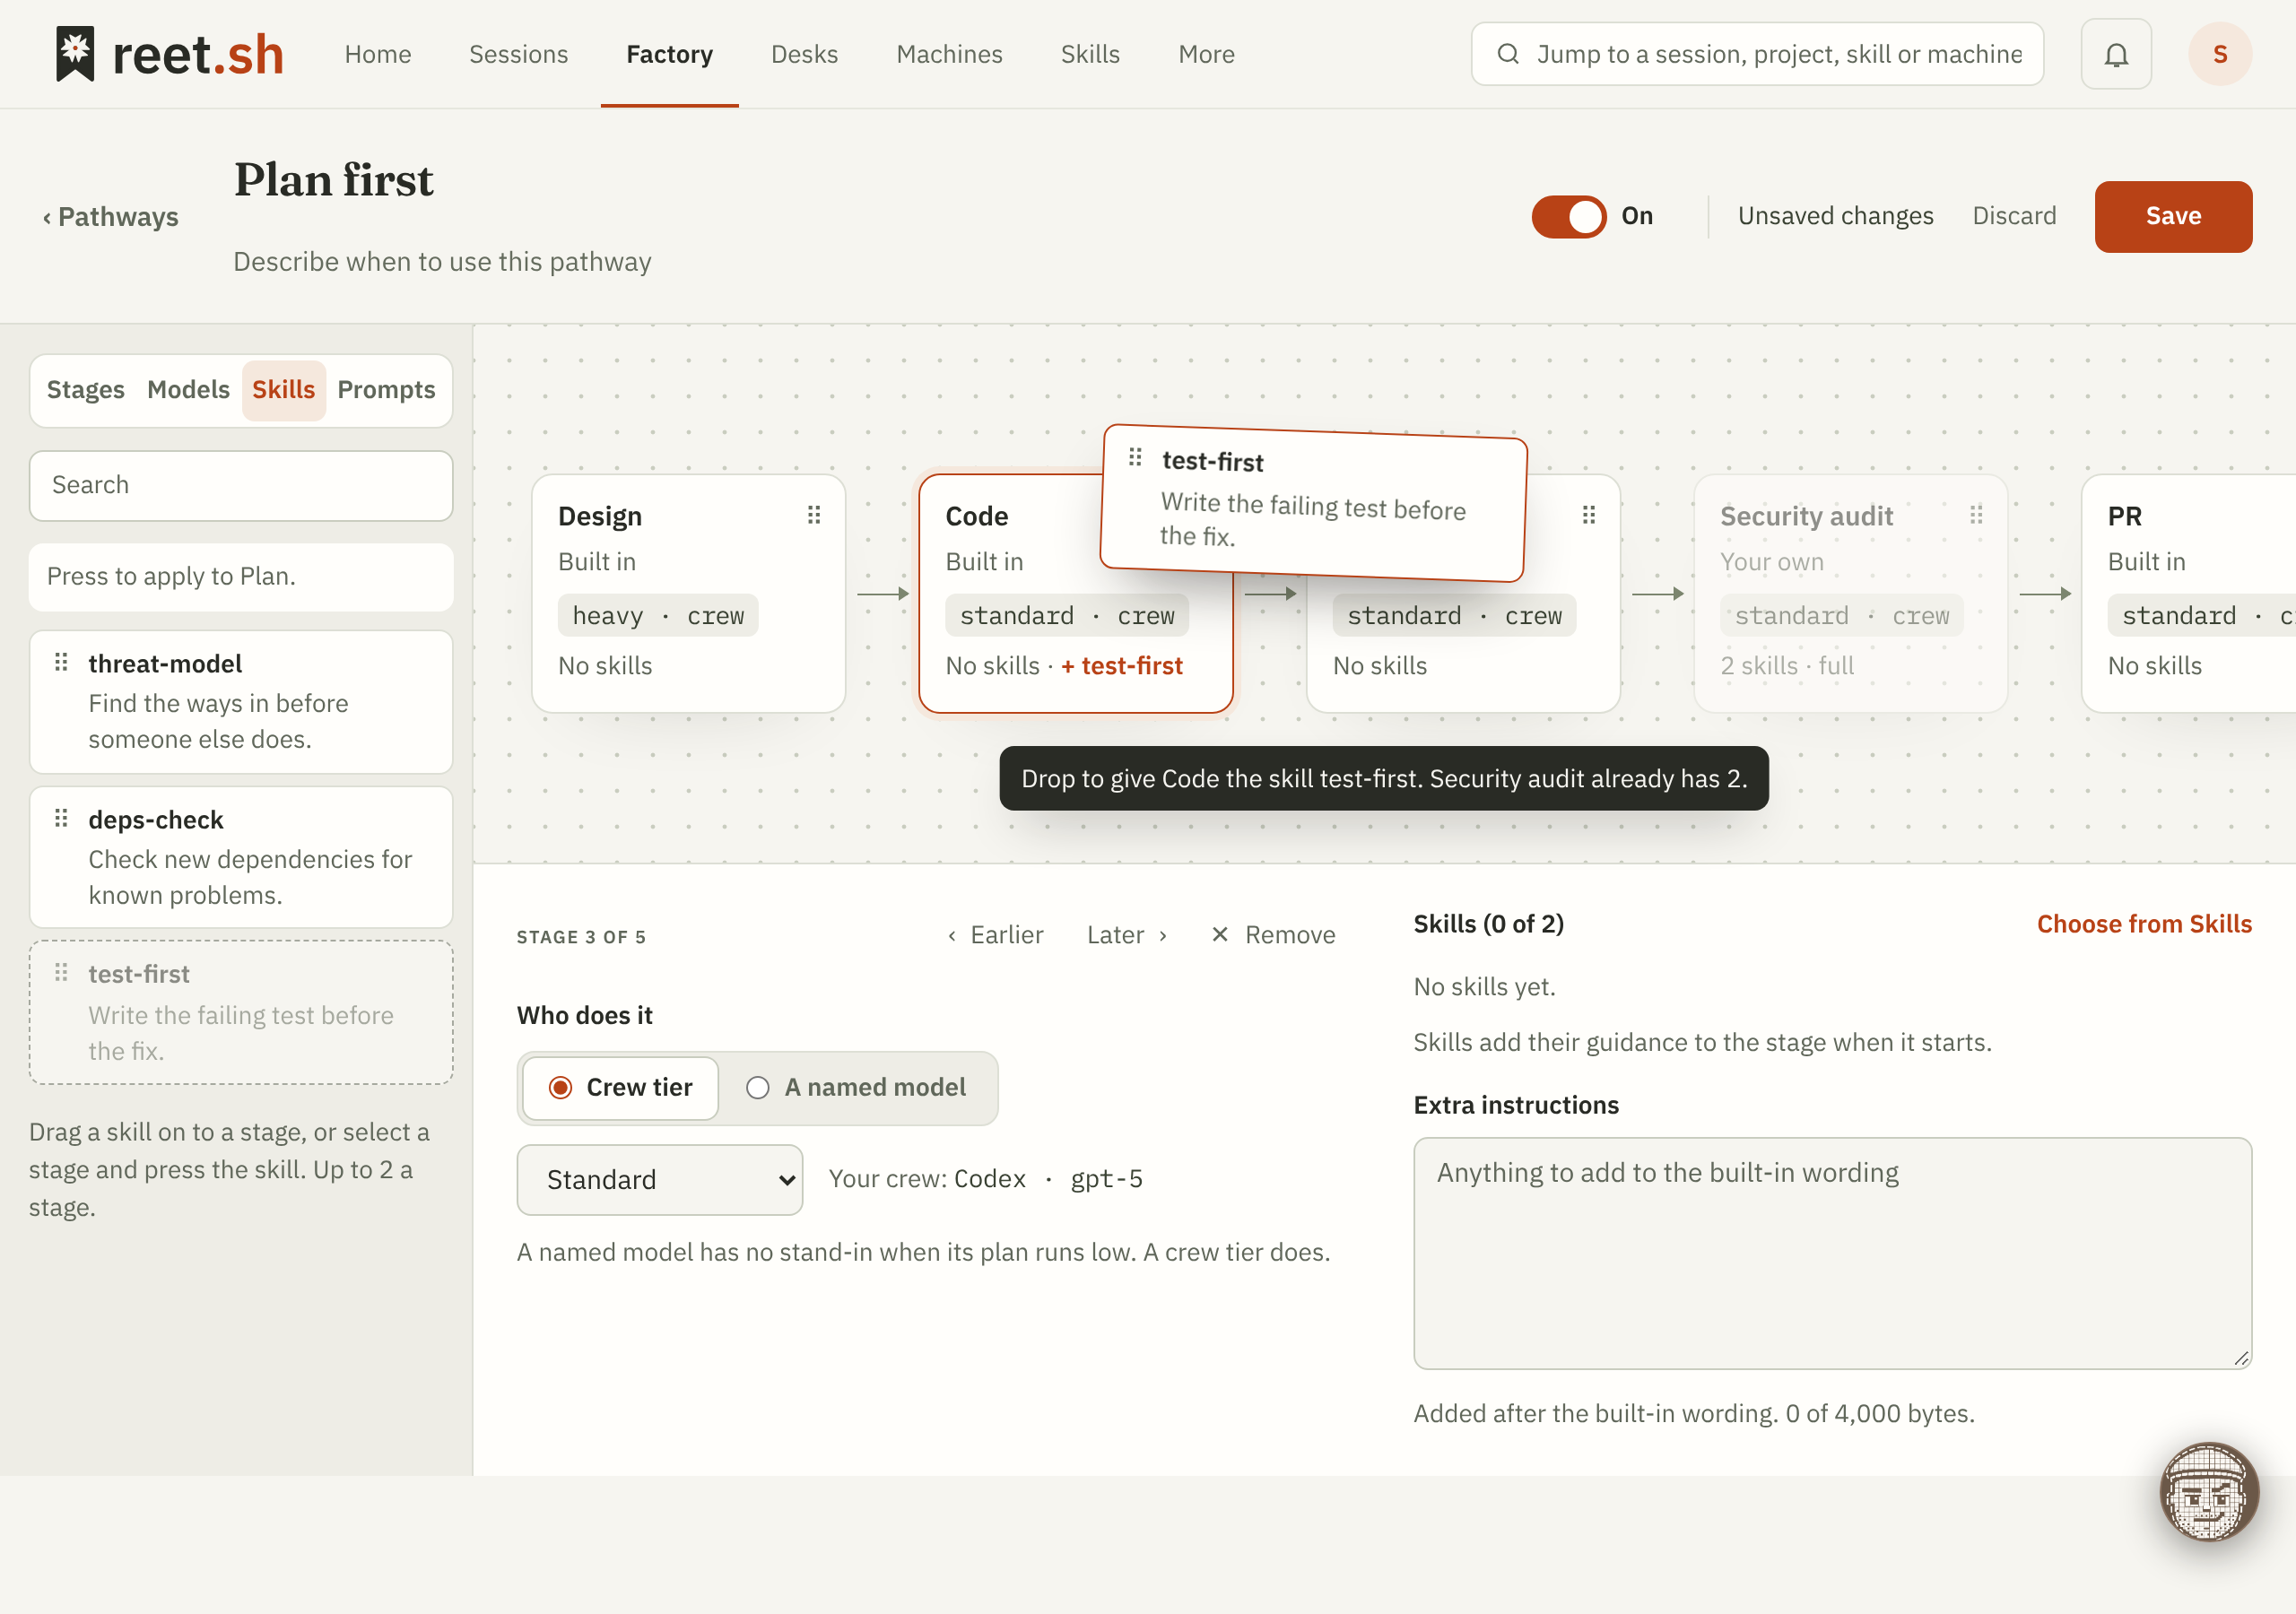 reet.sh
Home
Sessions
Factory
Desks
Machines
Skills
More
Jump to a session, project, skill or machine
S
‹ Pathways
Plan first
Describe when to use this pathway
On
Unsaved changes
Discard
Save
Stages
Models
Skills
Prompts
Search
Press to apply to Plan.
threat-model
Find the ways in before
someone else does.
deps-check
Check new dependencies for
known problems.
test-first
Write the failing test before
the fix.
Drag a skill on to a stage, or select a
stage and press the skill. Up to 2 a
stage.
Design
Built in
heavy · crew
No skills
Code
Built in
standard · crew
No skills · + test-first
test-first
Write the failing test before
the fix.
standard · crew
No skills
Security audit
Your own
standard · crew
2 skills · full
PR
Built in
standard ·
No skills
Drop to give Code the skill test-first. Security audit already has 2.
STAGE 3 OF 5
‹ Earlier
Later ›
✕ Remove
Who does it
Crew tier
A named model
Standard
Your crew: Codex · gpt-5
A named model has no stand-in when its plan runs low. A crew tier does.
Skills (0 of 2)
Choose from Skills
No skills yet.
Skills add their guidance to the stage when it starts.
Extra instructions
Anything to add to the built-in wording
Added after the built-in wording. 0 of 4,000 bytes.